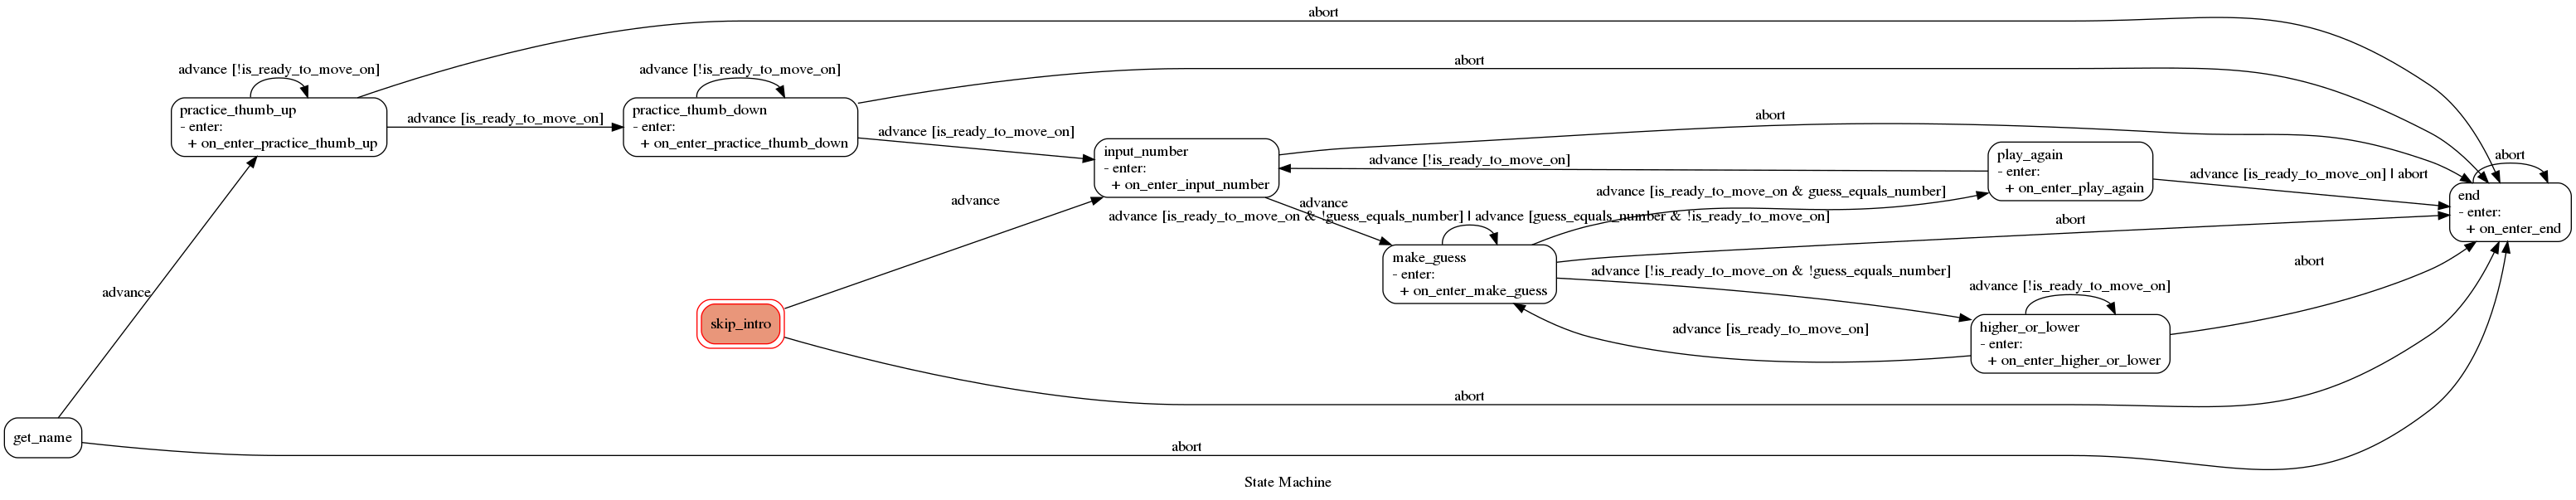 abort
abort
advance [!is_ready_to_move_on]
advance [!is_ready_to_move_on]
practice_thumb_up
- enter:
+ on_enter_practice_thumb_up
advance [is_ready_to_move_on]
practice_thumb_down
- enter:
+ on_enter_practice_thumb_down
advance [is_ready_to_move_on]
abort
input_number
- enter:
+ on_enter_input_number
advance [!is_ready_to_move_on]
play_again
- enter:
+ on_enter_play_again
advance [is_ready_to_move_on] | abort
abort
end
- enter:
+ on_enter_end
advance
advance
advance [is_ready_to_move_on & guess_equals_number]
advance [is_ready_to_move_on & !guess_equals_number] | advance [guess_equals_number & !is_ready_to_move_on]
abort
make_guess
- enter:
+ on_enter_make_guess
advance [!is_ready_to_move_on & !guess_equals_number]
abort
advance [!is_ready_to_move_on]
advance
skip_intro
advance [is_ready_to_move_on]
higher_or_lower
- enter:
+ on_enter_higher_or_lower
abort
get_name
abort
State Machine